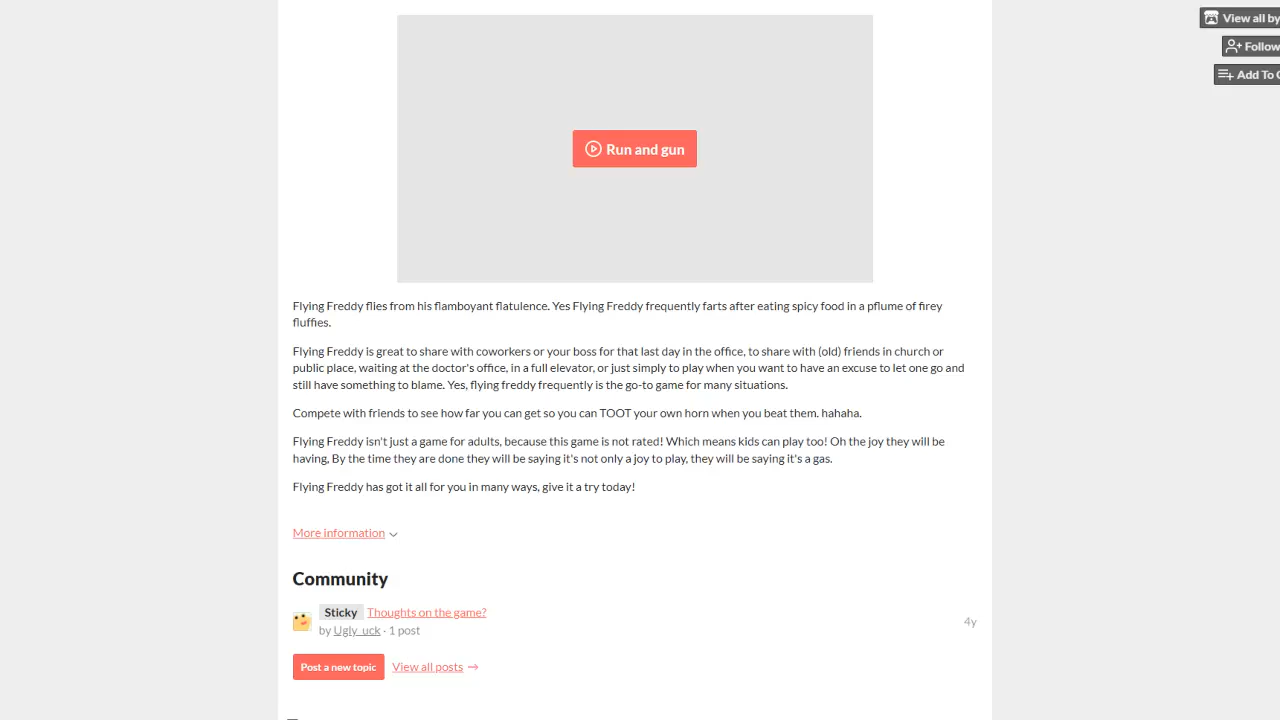 View all by
Follow
Add To
Run and gun
Flying Freddy flies from his flamboyant flatulence. Yes Flying Freddy frequently farts after eating spicy food in a pflume of firey
fluffies.
Flying Freddy is great to share with coworkers or your boss for that last day in the office, to share with (old) friends in church or
public place, waiting at the doctor's office, in a full elevator, or just simply to play when you want to have an excuse to let one go and
still have something to blame. Yes, flying freddy frequently is the go-to game for many situations.
Compete with friends to see how far you can get so you can TOOT your own horn when you beat them. hahaha.
Flying Freddy isn't just a game for adults, because this game is not rated! Which means kids can play too! Oh the joy they will be
having, By the time they are done they will be saying it's not only a joy to play, they will be saying it's a gas.
Flying Freddy has got it all for you in many ways, give it a try today!
More information
Community
Sticky Thoughts on the game?
by Ugly_uck · 1 post
4y
Post a new topic View all posts →